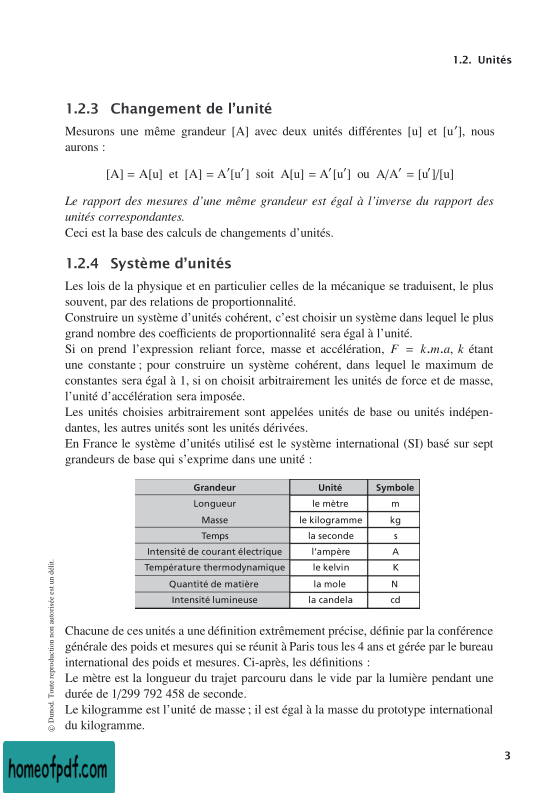 1.2. Unités
1.2.3 Changement de l'unité
Mesurons une même grandeur [A] avec deux unités différentes [u] et [u′], nous
aurons :
[A] = A[u] et [A] = A′[u′] soit A[u] = A′[u′] ou A/A′ = [u′]/[u]
Le rapport des mesures d'une même grandeur est égal à l'inverse du rapport des
unités correspondantes.
Ceci est la base des calculs de changements d'unités.
1.2.4 Système d'unités
Les lois de la physique et en particulier celles de la mécanique se traduisent, le plus
souvent, par des relations de proportionnalité.
Construire un système d'unités cohérent, c'est choisir un système dans lequel le plus
grand nombre des coefficients de proportionnalité sera égal à l'unité.
Si on prend l'expression reliant force, masse et accélération, F = k.m.a, k étant
une constante ; pour construire un système cohérent, dans lequel le maximum de
constantes sera égal à 1, si on choisit arbitrairement les unités de force et de masse,
l'unité d'accélération sera imposée.
Les unités choisies arbitrairement sont appelées unités de base ou unités indépen-
dantes, les autres unités sont les unités dérivées.
En France le système d'unités utilisé est le système international (SI) basé sur sept
grandeurs de base qui s'exprime dans une unité :
Grandeur Unité Symbole
Longueur le mètre m
Masse le kilogramme kg
Temps la seconde s
Intensité de courant électrique l'ampère A
Température thermodynamique le kelvin K
Quantité de matière la mole N
Intensité lumineuse la candela cd
Chacune de ces unités a une définition extrêmement précise, définie par la conférence
générale des poids et mesures qui se réunit à Paris tous les 4 ans et gérée par le bureau
international des poids et mesures. Ci-après, les définitions :
Le mètre est la longueur du trajet parcouru dans le vide par la lumière pendant une
durée de 1/299 792 458 de seconde.
Le kilogramme est l'unité de masse ; il est égal à la masse du prototype international
du kilogramme.
© Dunod. Toute reproduction non autorisée est un délit.
3
homeofpdf.com